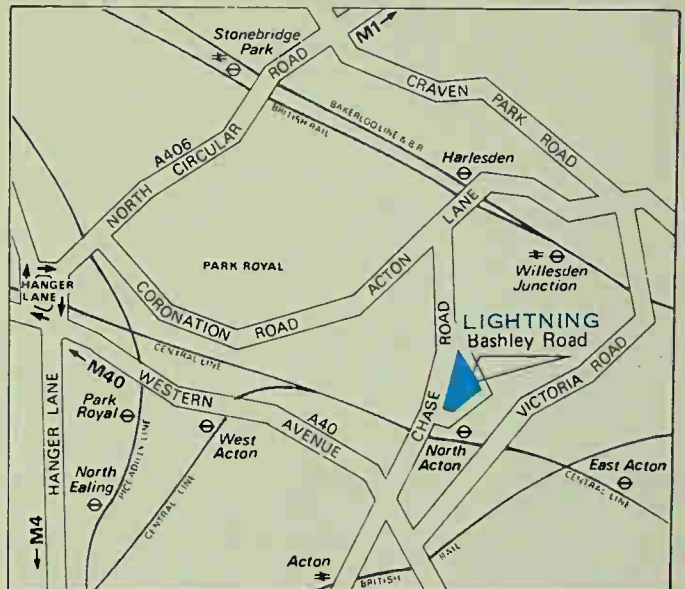 M1
Stonebridge
Park
NORTH CIRCULAR ROAD
A406
CRAVEN PARK ROAD
BAKERLOO LINE & B R
BRITISH RAIL
Harlesden
PARK ROYAL
ACTON LANE
Willesden
Junction
HANGER
LANE
CORONATION ROAD
CENTRAL LINE
CHASE ROAD
LIGHTNING
Bashley Road
VICTORIA ROAD
M40
WESTERN AVENUE
A40
Park
Royal
HANGER LANE
PICCADILLY LINE
West
Acton
North
Acton
North
Ealing
CENTRAL LINE
East Acton
CENTRAL LINE
M4
Acton
BRITISH RAIL